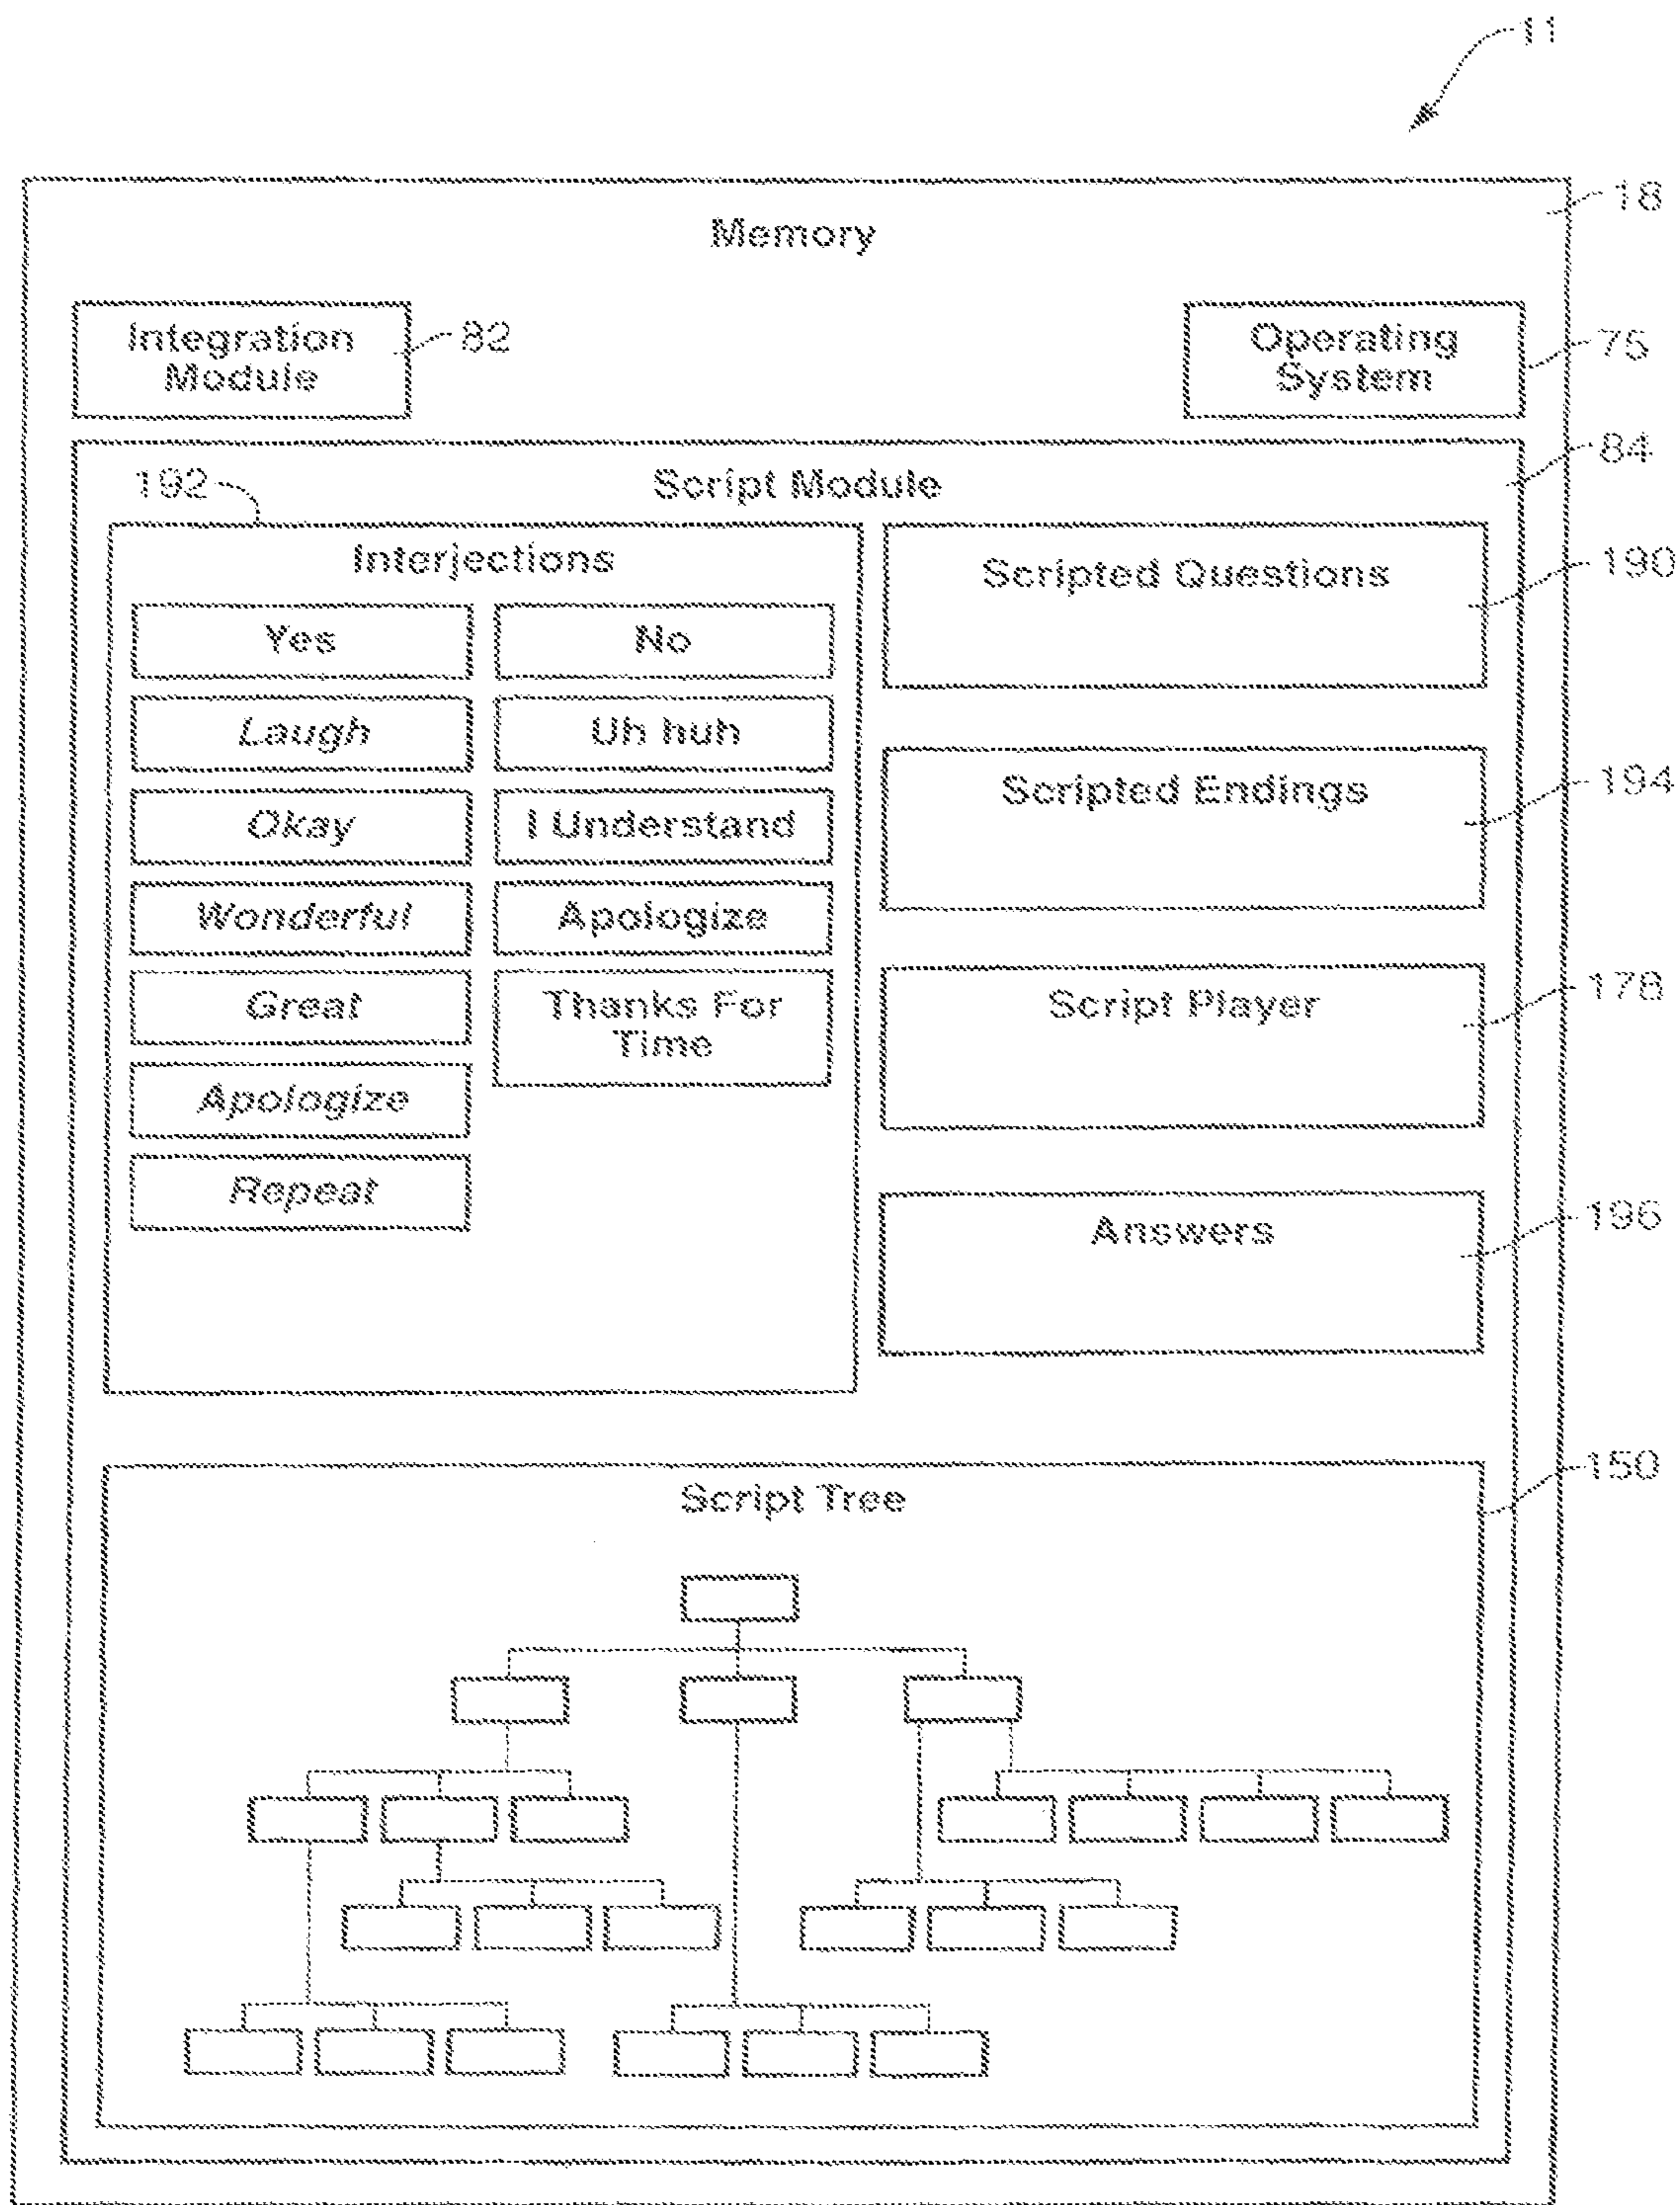 11
18
Memory
Integration
Module
82
Operating
System
75
84
192
Script Module
Interjections
Scripted Questions
190
Yes
No
Laugh
Uh huh
Okay
I Understand
Scripted Endings
194
Wonderful
Apologize
Great
Thanks For
Time
Script Player
178
Apologize
Repeat
Answers
196
Script Tree
150